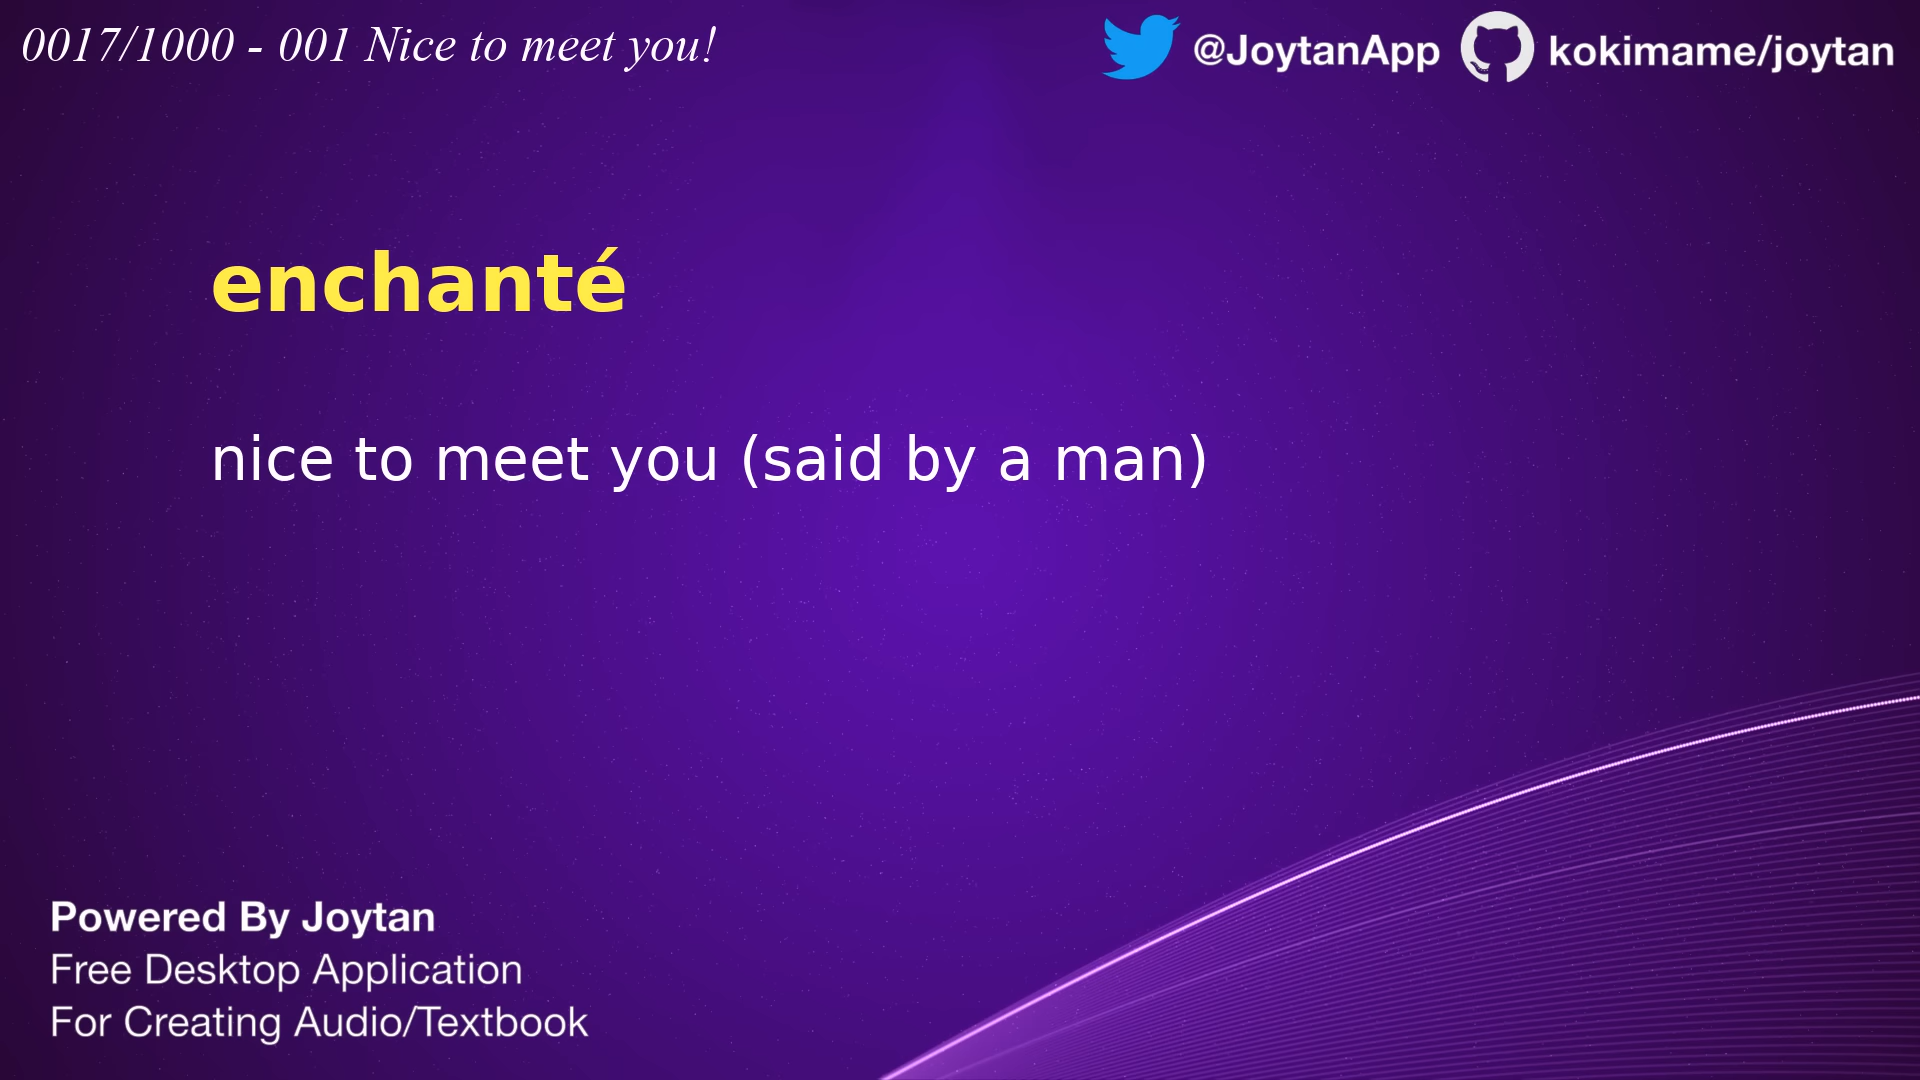 0017/1000 - 001 Nice to meet you!
@JoytanApp
kokimame/joytan
enchanté
nice to meet you (said by a man)
Powered By Joytan
Free Desktop Application
For Creating Audio/Textbook